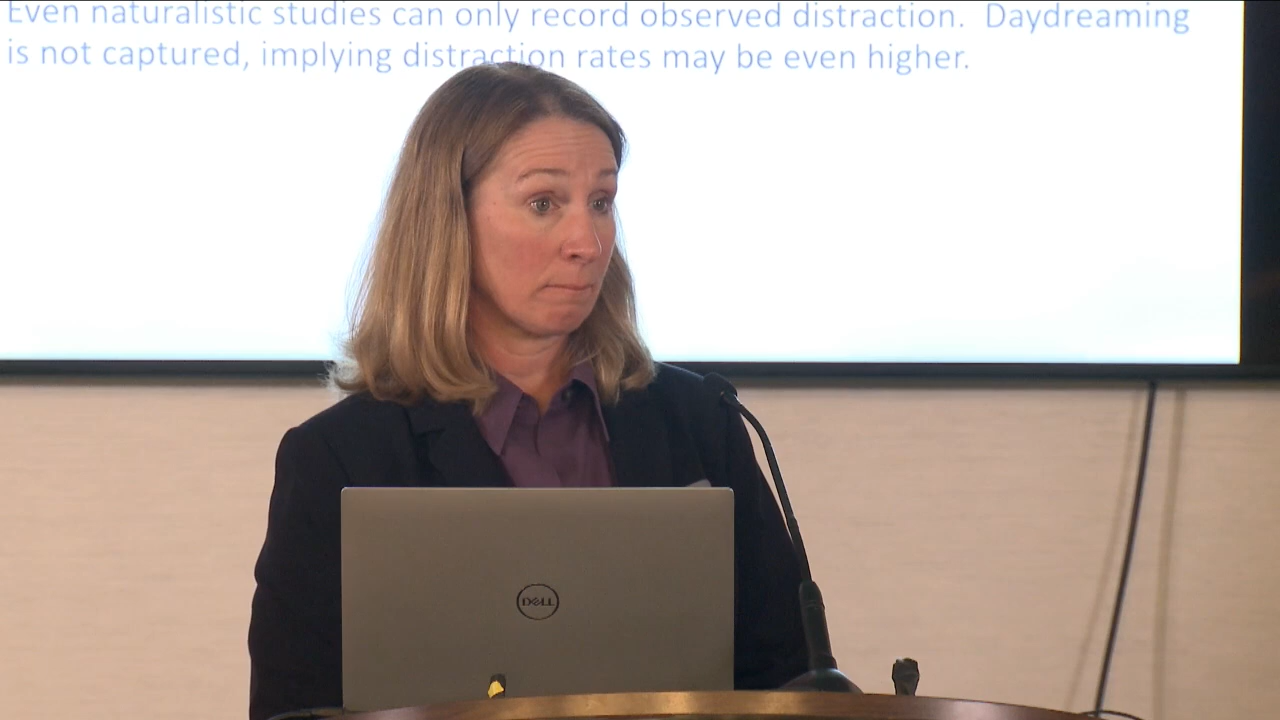 Even naturalistic studies can only record observed distraction.  Daydreaming
is not captured, implying distraction rates may be even higher.
DELL